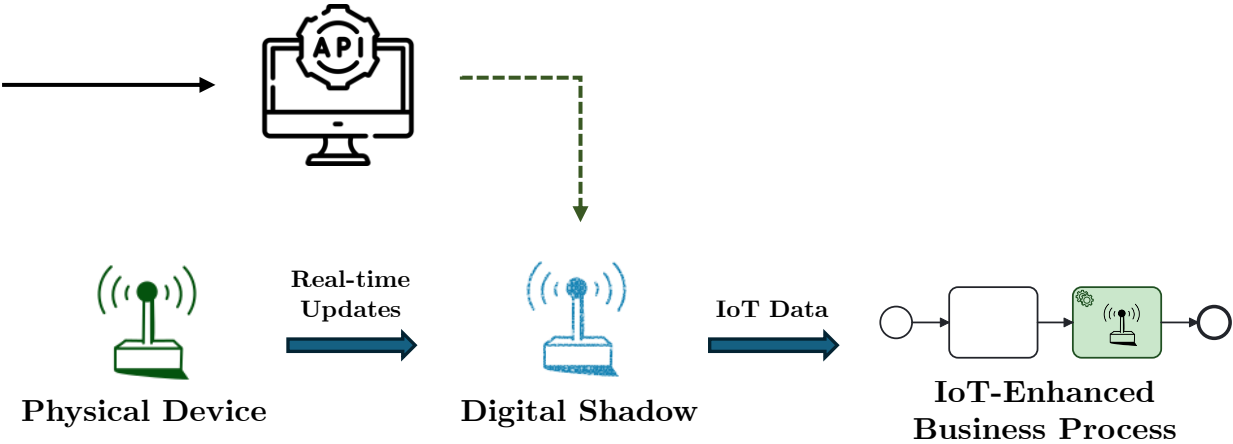 API
Real-time
Updates
IoT Data
Physical Device
Digital Shadow
IoT-Enhanced
Business Process